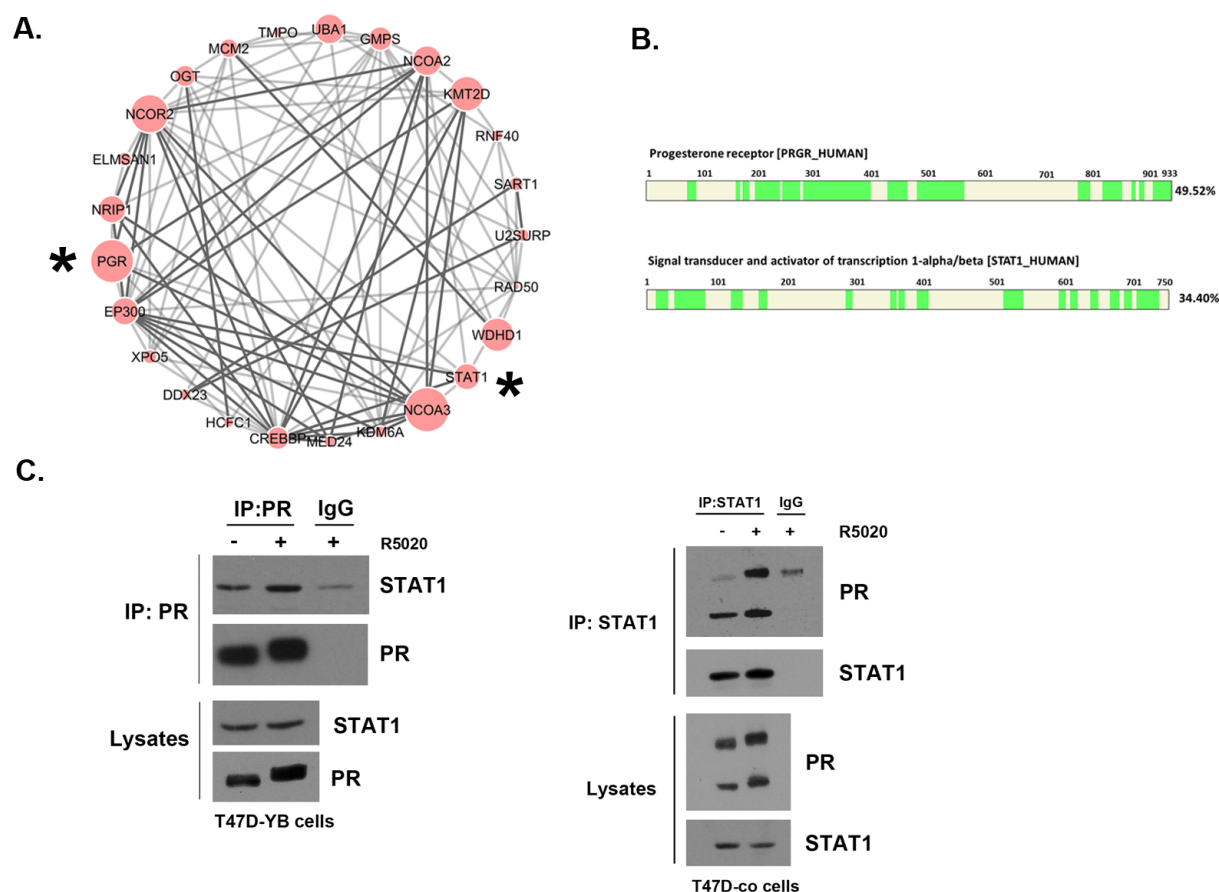 A.
TMPO
UBA1
GMPS
MCM2
NCOA2
OGT
KMT2D
NCOR2
RNF40
ELMSAN1
SART1
NRIP1
U2SURP
PGR
*
RAD50
EP300
WDHD1
XPO5
STAT1
*
DDX23
NCOA3
HCFC1
CREBBP
MED24
KDM6A
B.
Progesterone receptor [PRGR_HUMAN]
1 101 201 301 401 501 601 701 801 901 933
49.52%
Signal transducer and activator of transcription 1-alpha/beta [STAT1_HUMAN]
1 101 201 301 401 501 601 701 750
34.40%
C.
IP:PR IgG
- + + R5020
IP: PR
STAT1
PR
Lysates
STAT1
PR
T47D-YB cells
IP:STAT1 IgG
- + + R5020
IP: STAT1
PR
STAT1
Lysates
PR
STAT1
T47D-co cells